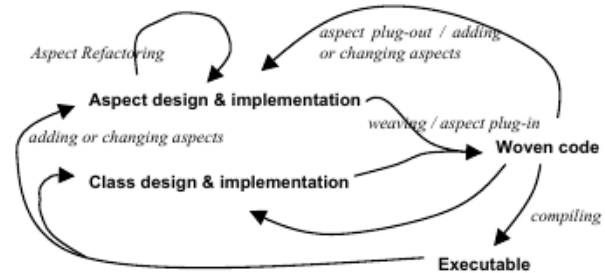 aspect plug-out / adding
Aspect Refactoring
or changing aspects
Aspect design & implementation
weaving / aspect plug-in
adding or changing aspects
Woven code
Class design & implementation
compiling
Executable